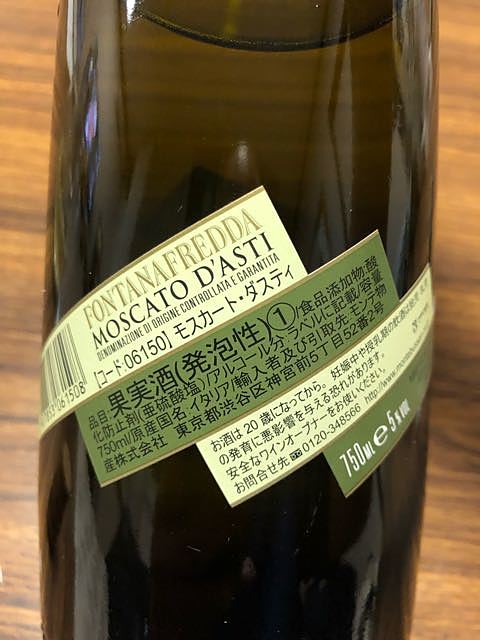 FONTANAFREDDA
MOSCATO D'ASTI
DENOMINAZIONE DI ORIGINE CONTROLLATA E GARANTITA
[コード06150] モスカート・ダスティ
品目:果実酒(発泡性)①/食品添加物:酸
化防止剤(亜硫酸塩)/アルコール分:ラベルに記載/容量
750ml/原産国名:イタリア/輸入者及び引取先:モンテ物
産株式会社 東京都渋谷区神宮前5丁目52番2号
お酒は20歳になってから。妊娠中や授乳期の飲酒は
の発育に悪影響を与える恐れがあります。
安全なワインオープナーをお使いください。
お問合せ先 0120-348566
750ML e 5% VOL